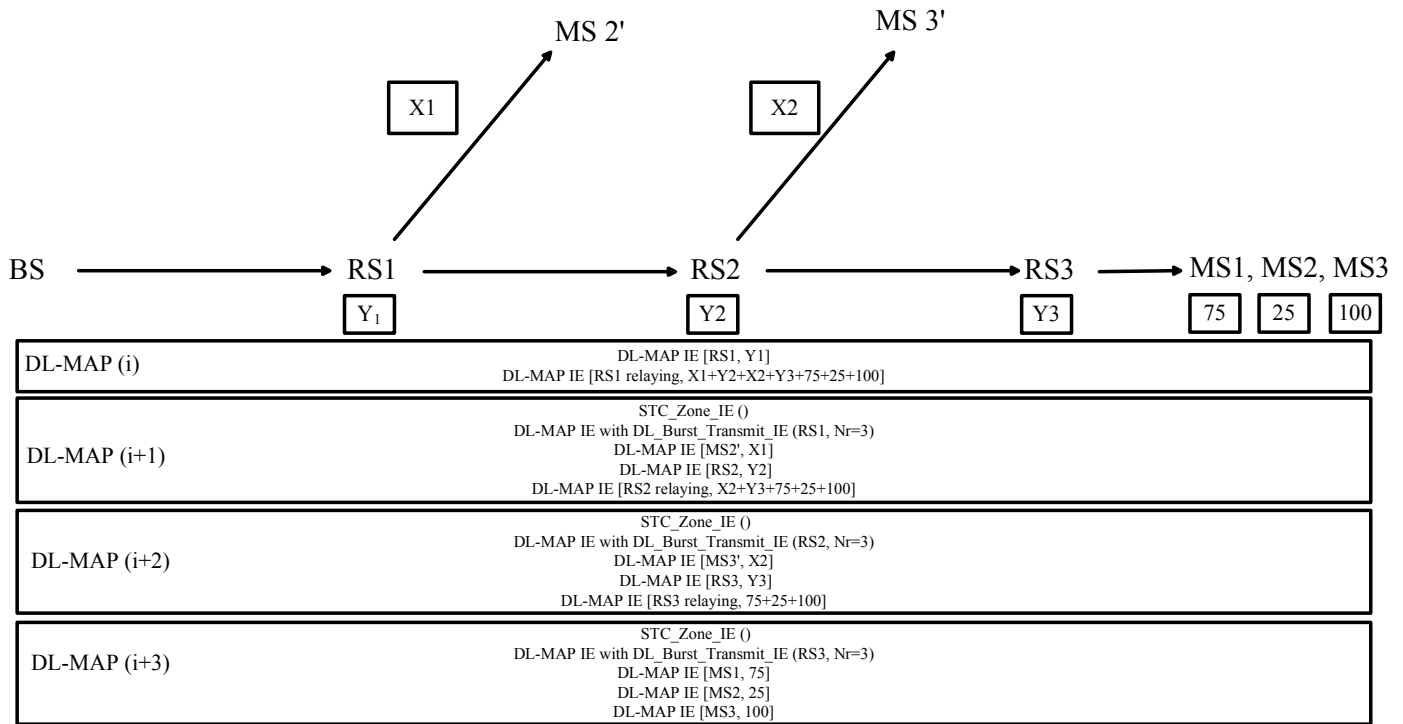 MS 2'
MS 3'
X1
X2
BS
RS1
RS2
RS3
MS1, MS2, MS3
Y₁
Y2
Y3
75
25
100
DL-MAP (i)
DL-MAP IE [RS1, Y1]
DL-MAP IE [RS1 relaying, X1+Y2+X2+Y3+75+25+100]
DL-MAP (i+1)
STC_Zone_IE ()
DL-MAP IE with DL_Burst_Transmit_IE (RS1, Nr=3)
DL-MAP IE [MS2', X1]
DL-MAP IE [RS2, Y2]
DL-MAP IE [RS2 relaying, X2+Y3+75+25+100]
DL-MAP (i+2)
STC_Zone_IE ()
DL-MAP IE with DL_Burst_Transmit_IE (RS2, Nr=3)
DL-MAP IE [MS3', X2]
DL-MAP IE [RS3, Y3]
DL-MAP IE [RS3 relaying, 75+25+100]
DL-MAP (i+3)
STC_Zone_IE ()
DL-MAP IE with DL_Burst_Transmit_IE (RS3, Nr=3)
DL-MAP IE [MS1, 75]
DL-MAP IE [MS2, 25]
DL-MAP IE [MS3, 100]